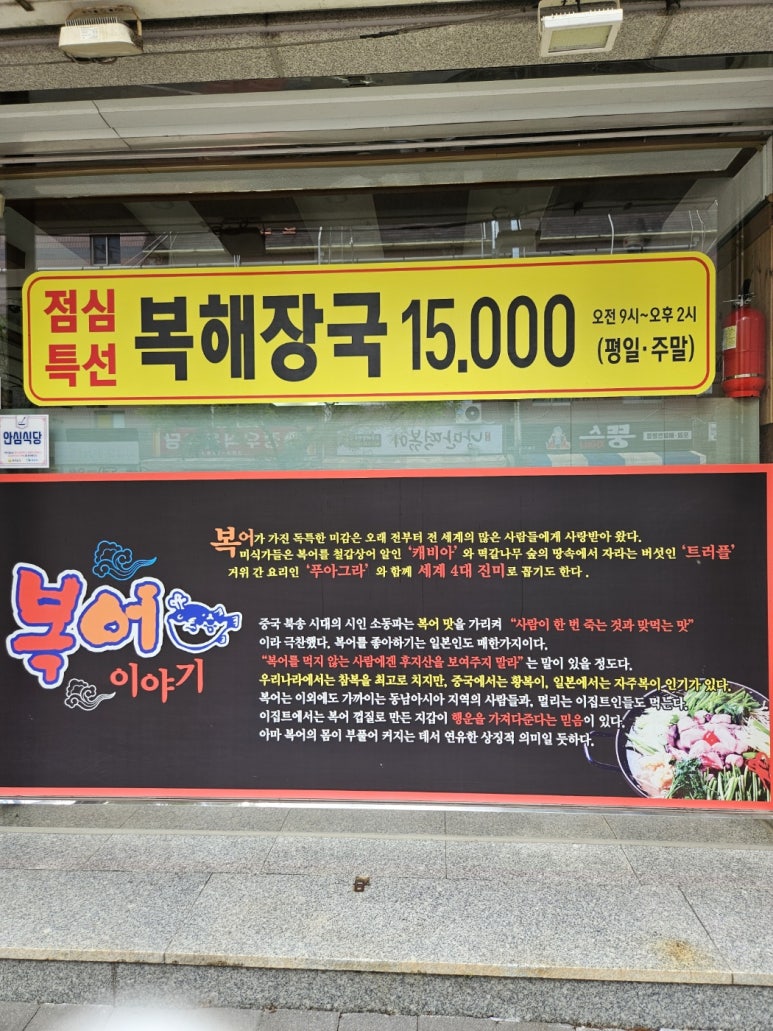 점심
특선
복해장국 15.000
오전 9시~오후 2시
(평일·주말)
안심식당
복어
이야기
복어가 가진 독특한 미감은 오래 전부터 전 세계의 많은 사람들에게 사랑받아 왔다.
미식가들은 복어를 철갑상어 알인 '캐비아' 와 떡갈나무 숲의 땅속에서 자라는 버섯인 '트러플'
거위 간 요리인 '푸아그라' 와 함께 세계 4대 진미로 꼽기도 한다.
중국 북송 시대의 시인 소동파는 복어 맛을 가리켜 "사람이 한 번 죽는 것과 맞먹는 맛"
이라 극찬했다. 복어를 좋아하기는 일본인도 매한가지이다.
"복어를 먹지 않는 사람에겐 후지산을 보여주지 말라" 는 말이 있을 정도다.
우리나라에서는 참복을 최고로 치지만, 중국에서는 황복이, 일본에서는 자주복이 인기가 있다.
복어는 이외에도 가까이는 동남아시아 지역의 사람들과, 멀리는 이집트인들도 먹는다.
이집트에서는 복어 껍질로 만든 지갑이 행운을 가져다준다는 믿음이 있다.
아마 복어의 몸이 부풀어 커지는 데서 연유한 상징적 의미일 듯하다.